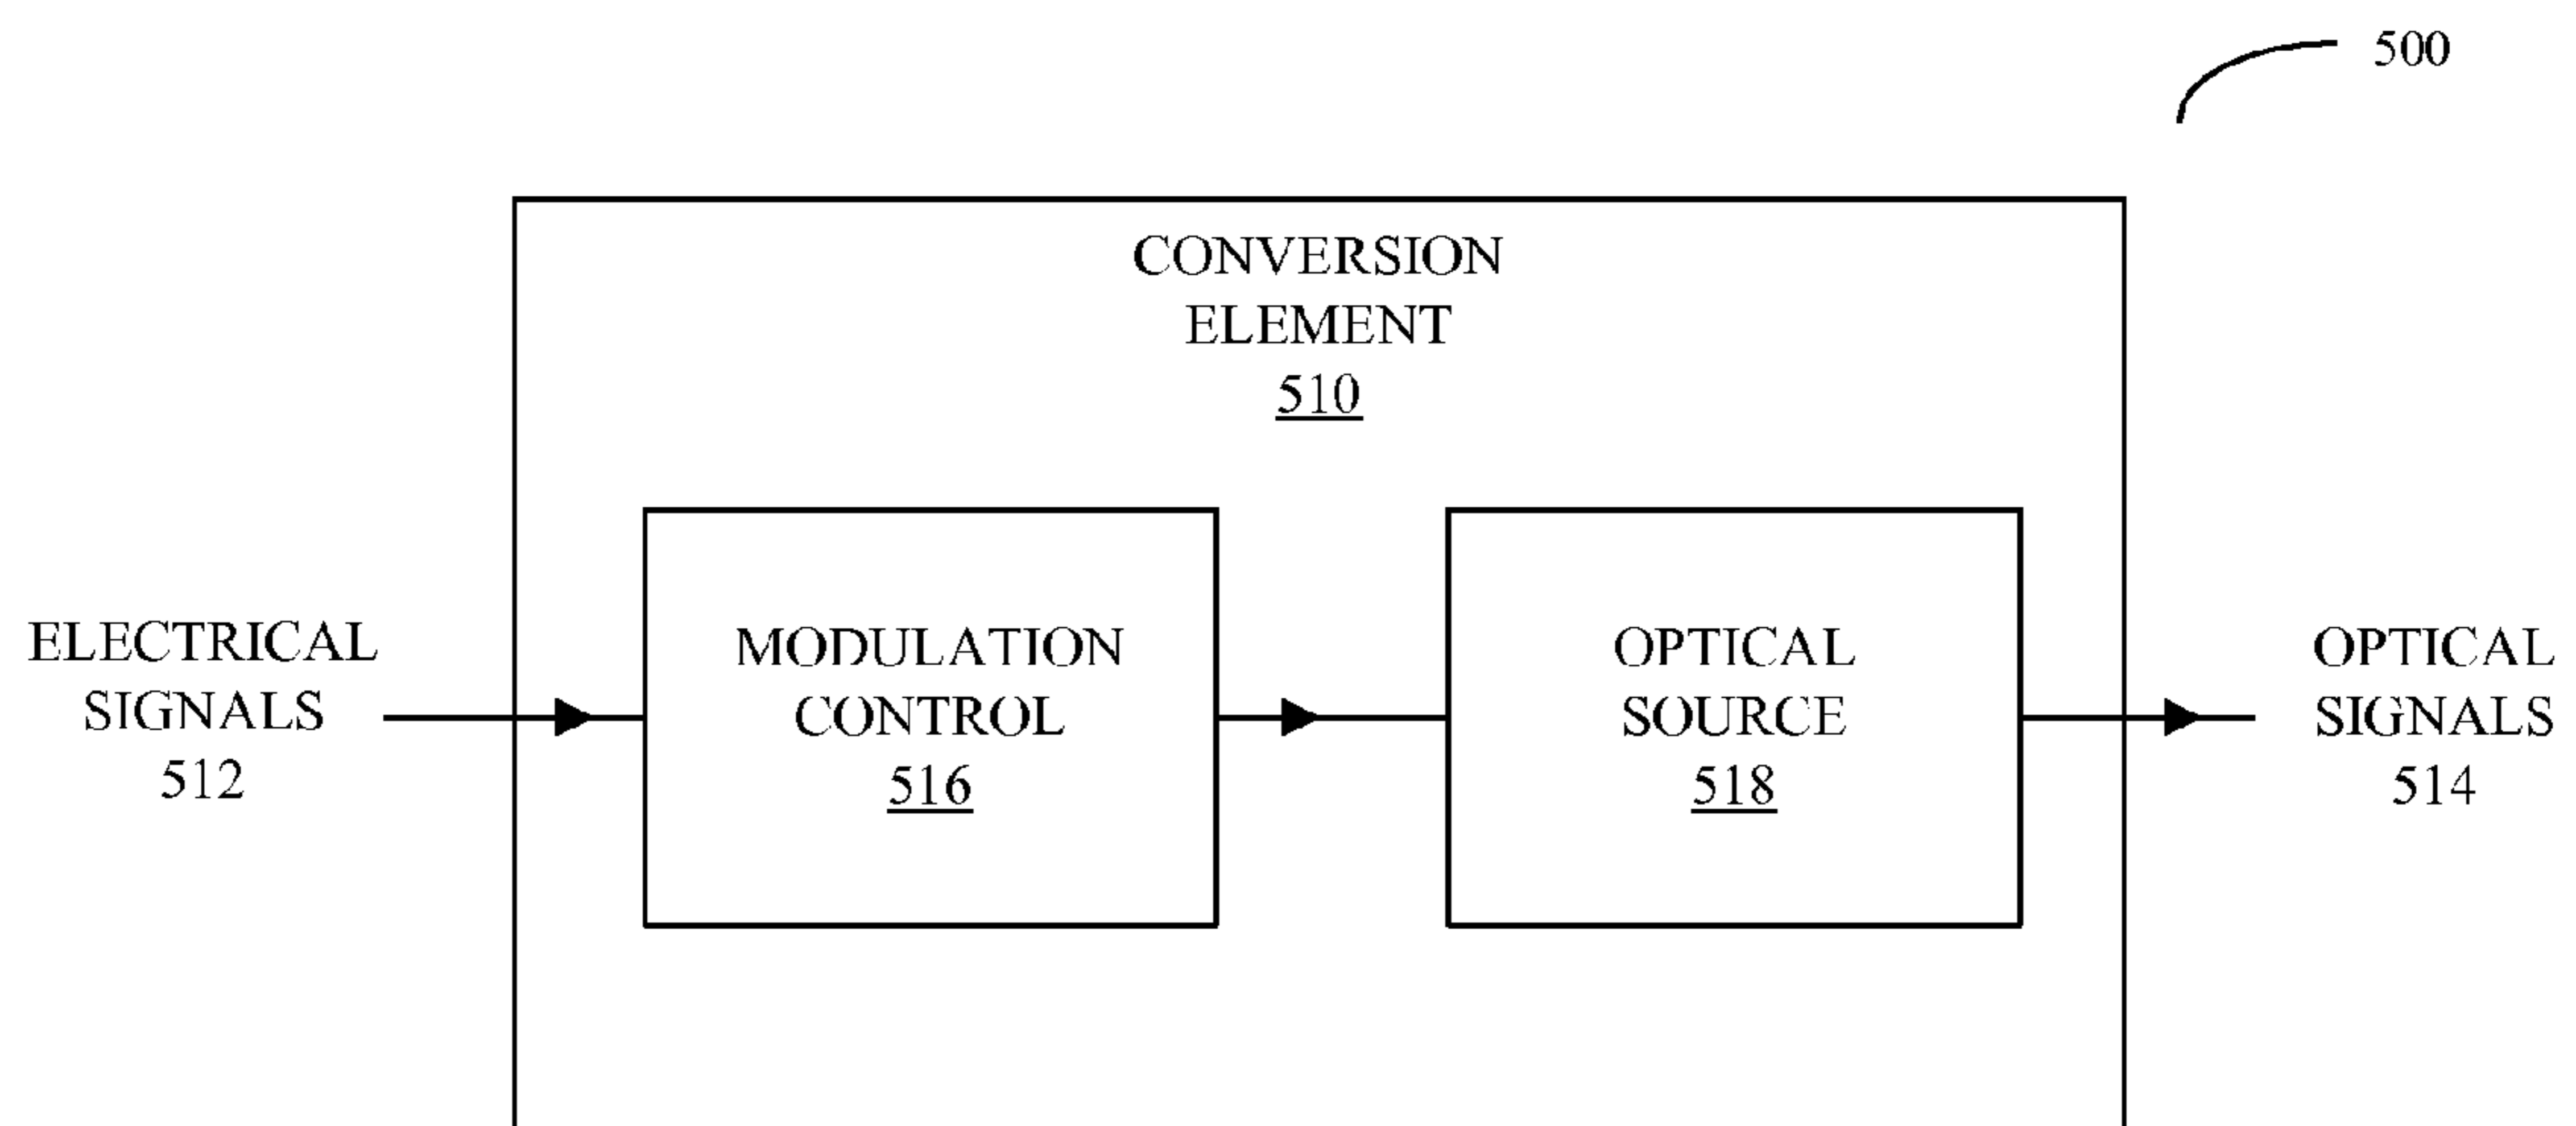 500
CONVERSION
ELEMENT
510
ELECTRICAL
SIGNALS
512
MODULATION
CONTROL
516
OPTICAL
SOURCE
518
OPTICAL
SIGNALS
514